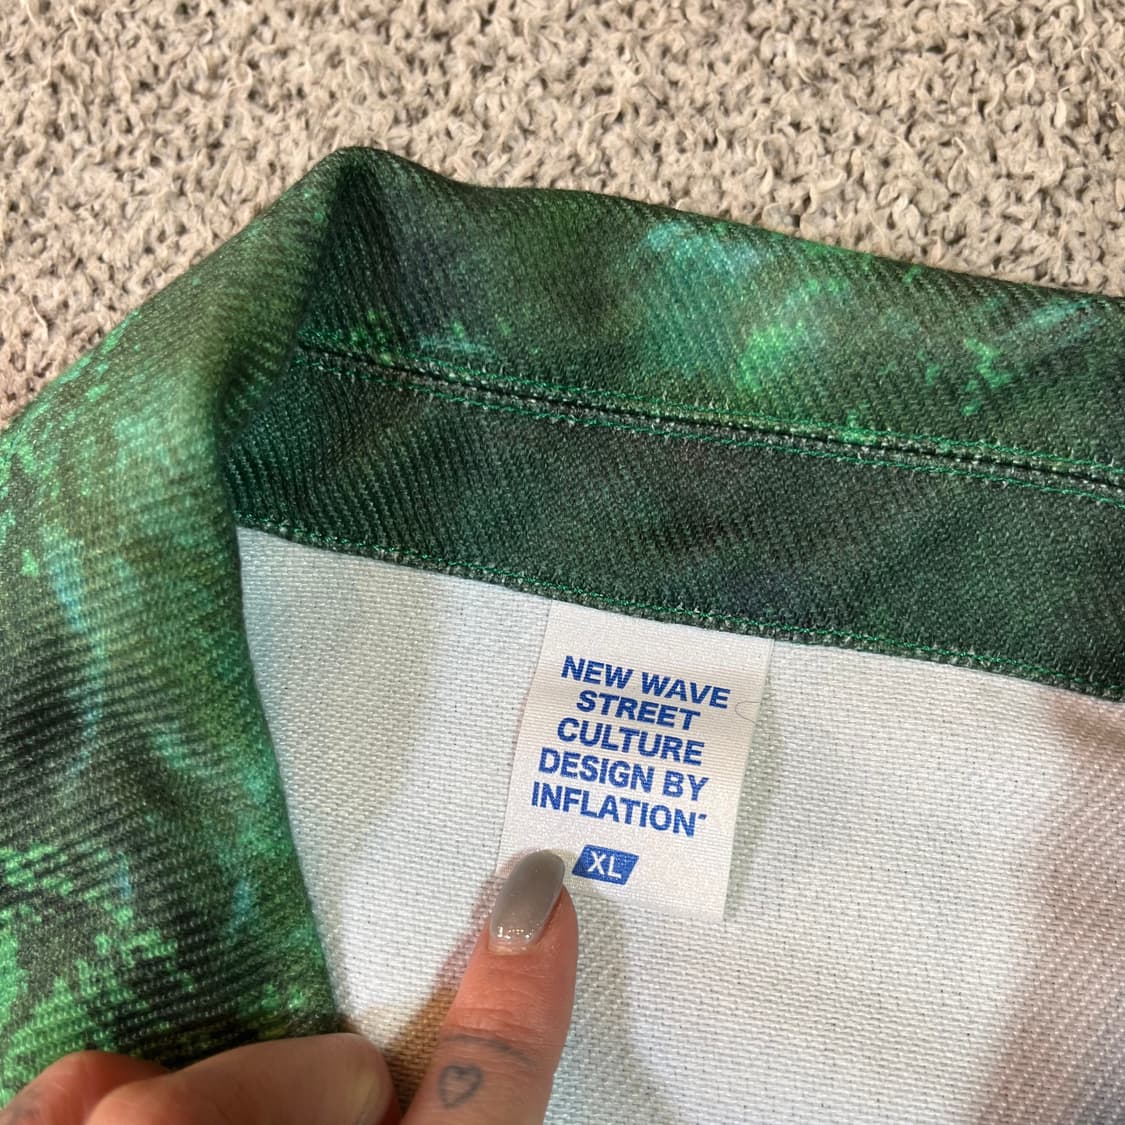 NEW WAVE
STREET
CULTURE
DESIGN BY
INFLATION
XL